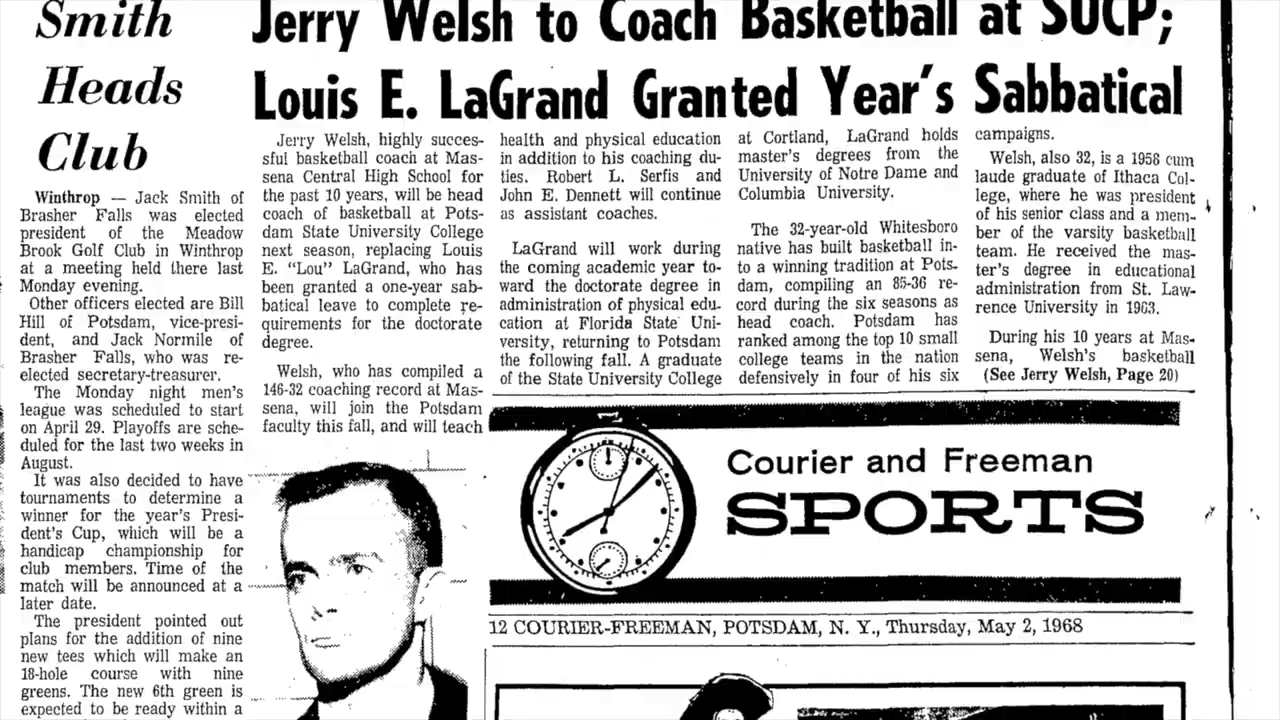 Smith
Heads
Club
Jerry Welsh to Coach Basketball at SUCP;
Louis E. LaGrand Granted Year's Sabbatical
Winthrop — Jack Smith of
Brasher Falls was elected
president of the Meadow
Brook Golf Club in Winthrop
at a meeting held there last
Monday evening.
Other officers elected are Bill
Hill of Potsdam, vice-presi-
dent, and Jack Normile of
Brasher Falls, who was re-
elected secretary-treasurer.
The Monday night men's
league was scheduled to start
on April 29. Playoffs are sche-
duled for the last two weeks in
August.
It was also decided to have
tournaments to determine a
winner for the year's Presi-
dent's Cup, which will be a
handicap championship for
club members. Time of the
match will be announced at a
later date.
The president pointed out
plans for the addition of nine
new tees which will make an
18-hole course with nine
greens. The new 6th green is
expected to be ready within a
Jerry Welsh, highly succes-
sful basketball coach at Mas-
sena Central High School for
the past 10 years, will be head
coach of basketball at Pots-
dam State University College
next season, replacing Louis
E. "Lou" LaGrand, who has
been granted a one-year sab-
batical leave to complete re-
quirements for the doctorate
degree.
Welsh, who has compiled a
146-32 coaching record at Mas-
sena, will join the Potsdam
faculty this fall, and will teach
health and physical education
in addition to his coaching du-
ties. Robert L. Serfis and
John E. Dennett will continue
as assistant coaches.
LaGrand will work during
the coming academic year to-
ward the doctorate degree in
administration of physical edu-
cation at Florida State Uni-
versity, returning to Potsdam
the following fall. A graduate
of the State University College
at Cortland, LaGrand holds
master's degrees from the
University of Notre Dame and
Columbia University.
The 32-year-old Whitesboro
native has built basketball in-
to a winning tradition at Pots-
dam, compiling an 85-36 re-
cord during the six seasons as
head coach. Potsdam has
ranked among the top 10 small
college teams in the nation
defensively in four of his six
campaigns.
Welsh, also 32, is a 1958 cum
laude graduate of Ithaca Col-
lege, where he was president
of his senior class and a mem-
ber of the varsity basketball
team. He received the mas-
ter's degree in educational
administration from St. Law-
rence University in 1963.
During his 10 years at Mas-
sena, Welsh's basketball
(See Jerry Welsh, Page 20)
Courier and Freeman
SPORTS
12 COURIER-FREEMAN, POTSDAM, N. Y., Thursday, May 2, 1968